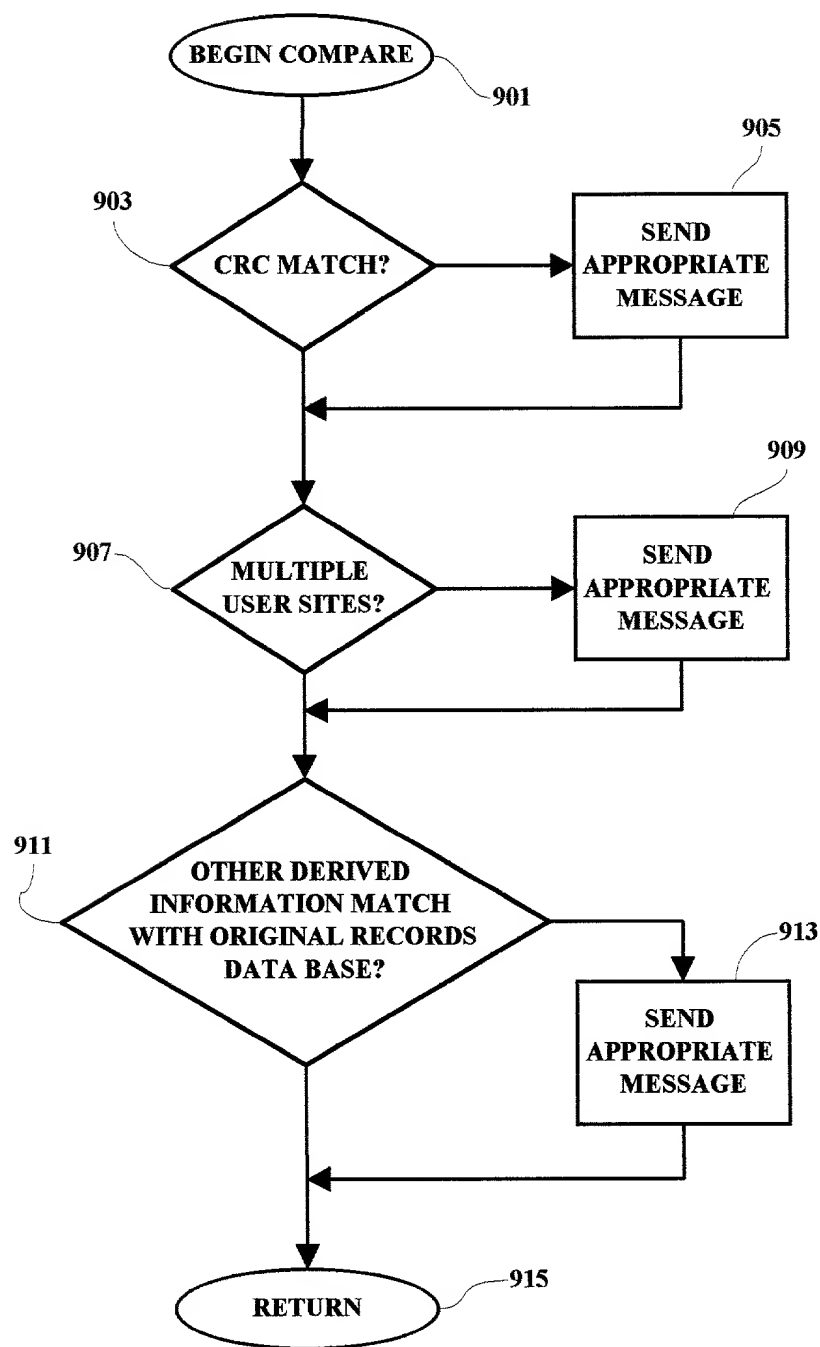 BEGIN COMPARE
901
903
CRC MATCH?
905
SEND
APPROPRIATE
MESSAGE
907
MULTIPLE
USER SITES?
909
SEND
APPROPRIATE
MESSAGE
911
OTHER DERIVED
INFORMATION MATCH
WITH ORIGINAL RECORDS
DATA BASE?
913
SEND
APPROPRIATE
MESSAGE
RETURN
915